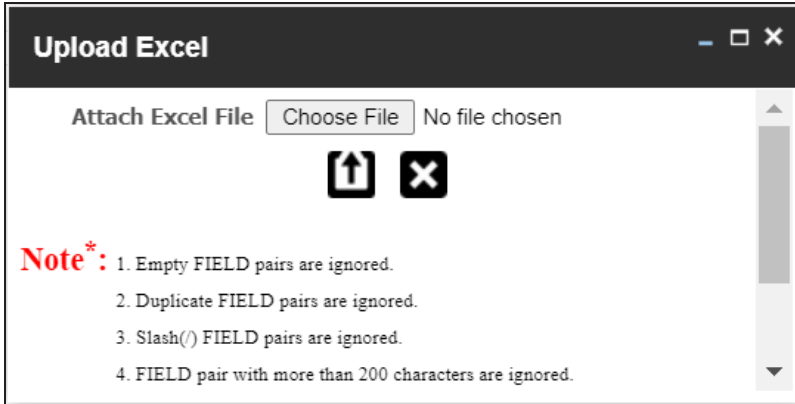 Upload Excel
Attach Excel File Choose File No file chosen
Note*: 1. Empty FIELD pairs are ignored.
2. Duplicate FIELD pairs are ignored.
3. Slash(/) FIELD pairs are ignored.
4. FIELD pair with more than 200 characters are ignored.